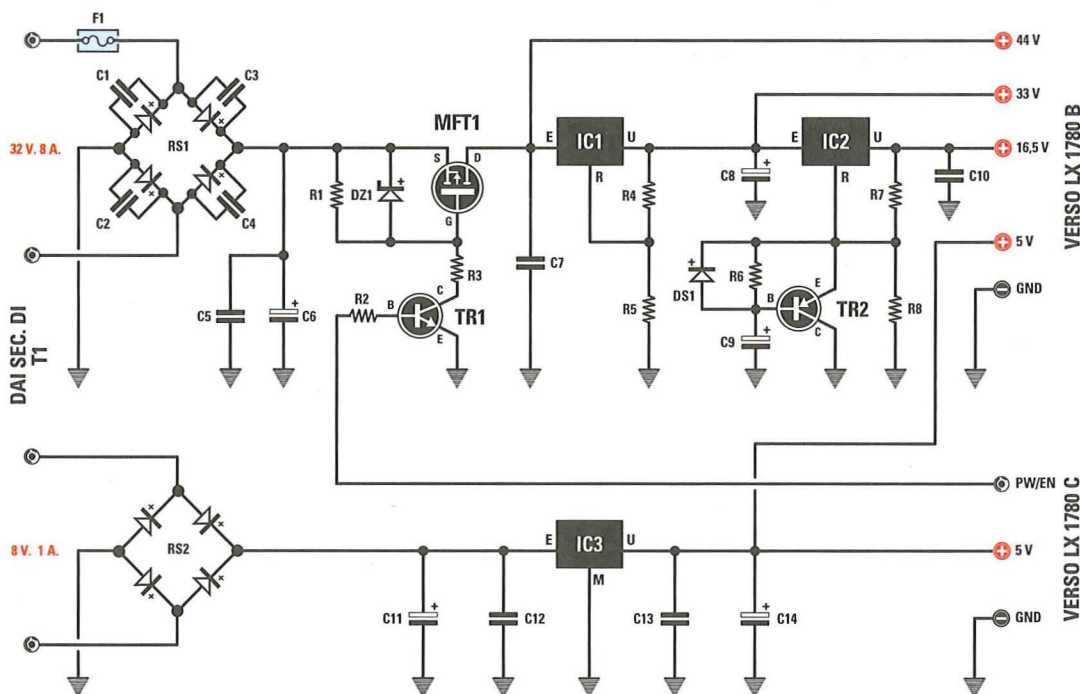 F1
C1
C3
44 V
33 V
MFT1
S
D
E
IC1
U
E
IC2
U
16,5 V
32 V. 8 A.
RS1
R
R
C8
+
C10
C2
C4
R1
DZ1
+
G
R4
R7
5 V
VERSO LX 1780 B
C7
R3
+
DS1
R6
GND
C5
+
C6
R2
B
C
TR1
E
R5
B
E
TR2
C
R8
C9
+
DAI SEC. DI
T1
PW/EN
8 V. 1 A.
RS2
E
IC3
U
M
5 V
C11
+
C12
C13
C14
+
GND
VERSO LX 1780 C